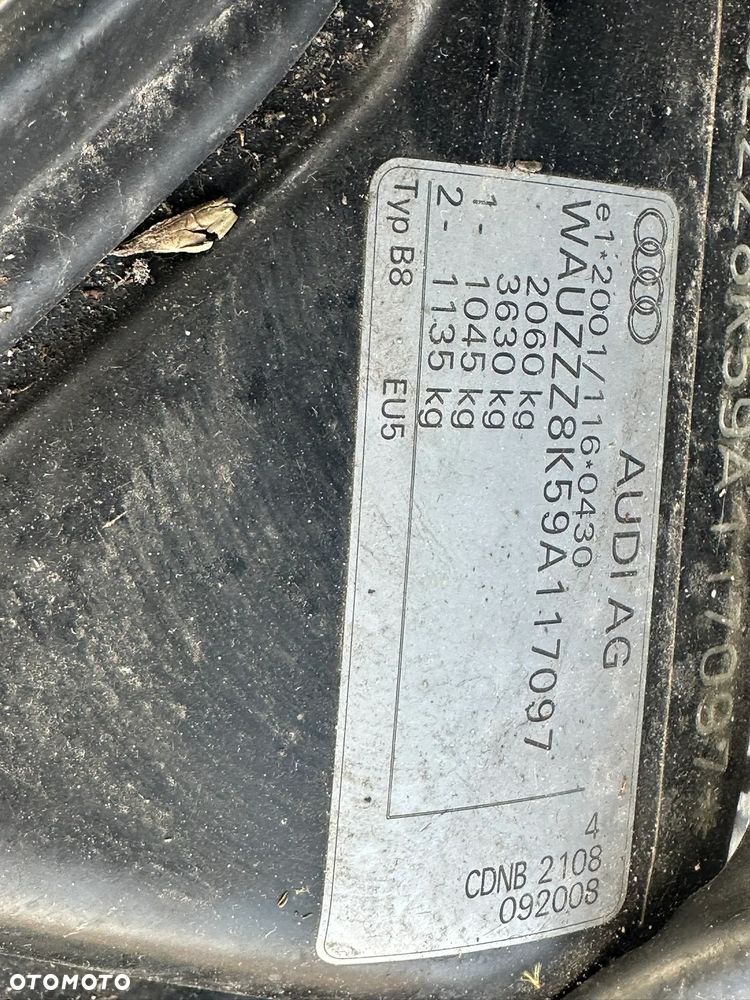 AUDI AG
e1*2001/116*0430
WAUZZZ8K59A117097
2060 kg
3630 kg
1- 1045 kg
2- 1135 kg
Typ B8 EU5
4
CDNB 2108
092008
8K59A117097*
OTOMOTO